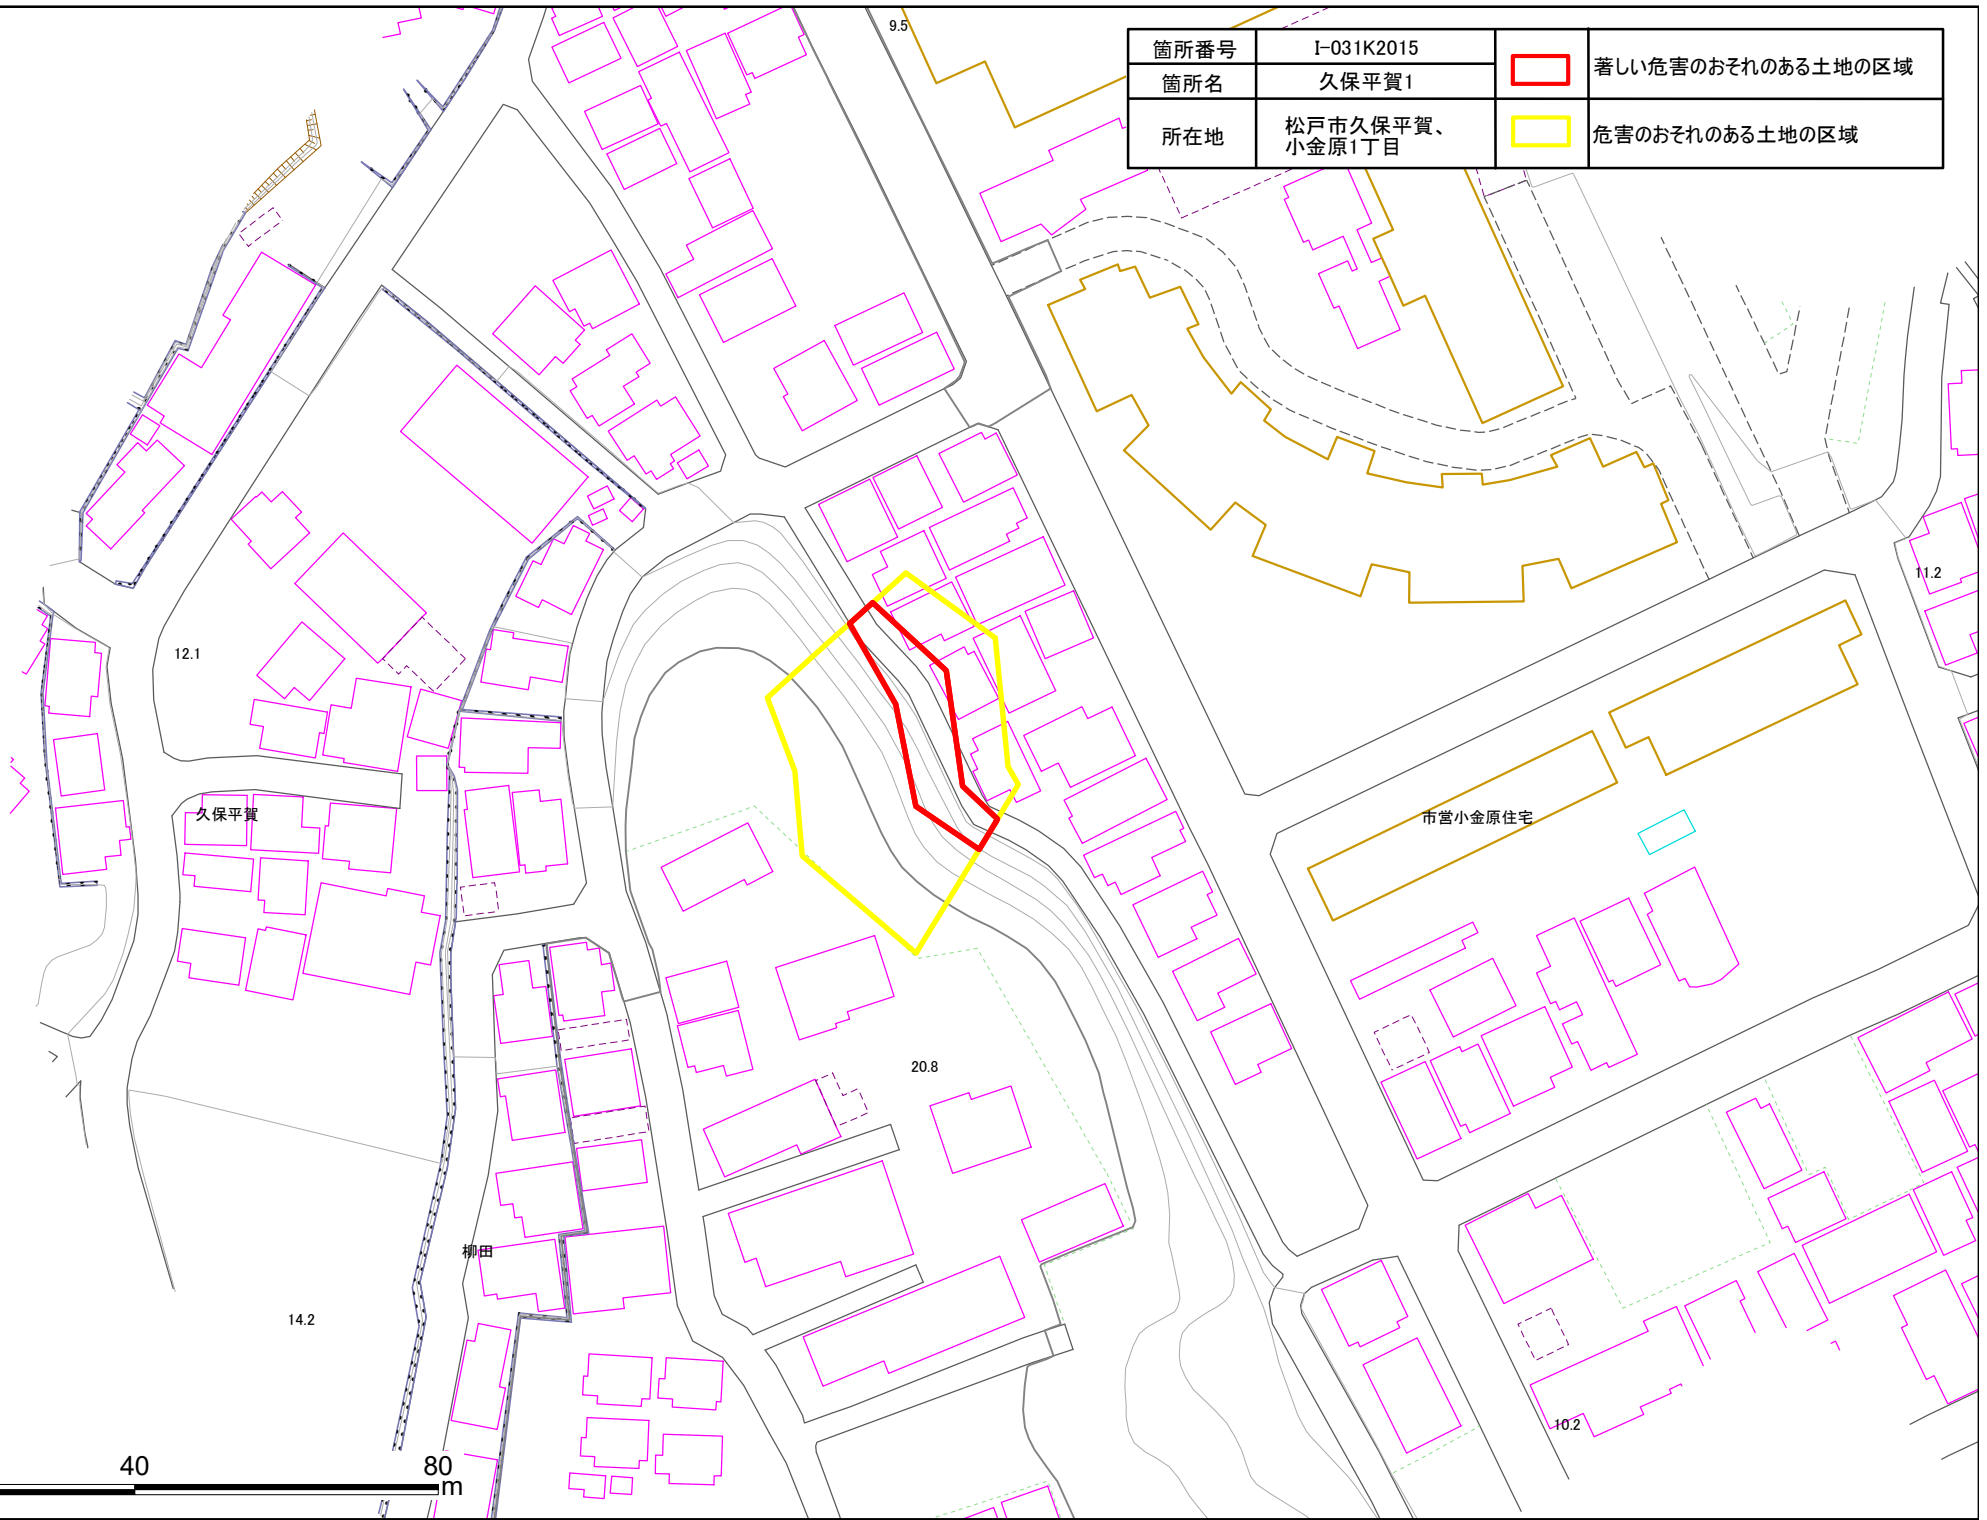 9.5
箇所番号 I-031K2015 著しい危害のおそれのある土地の区域
箇所名 久保平賀1
所在地 松戸市久保平賀、
小金原1丁目
危害のおそれのある土地の区域
11.2
12.1
久保平賀
市営小金原住宅
20.8
柳田
14.2
10.2
40 80
m